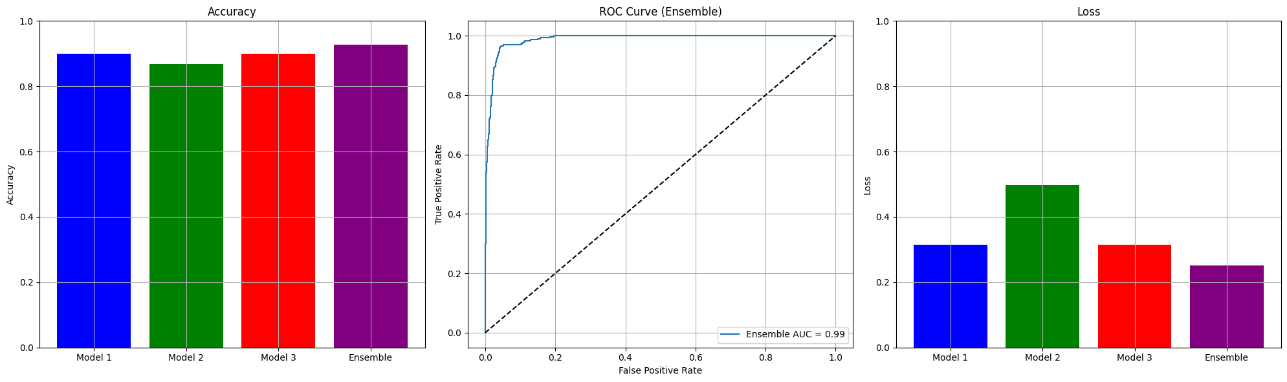 Accuracy
Accuracy
1.0
0.8
0.6
0.4
0.2
0.0
Model 1 Model 2 Model 3 Ensemble
ROC Curve (Ensemble)
True Positive Rate
1.0
0.8
0.6
0.4
0.2
0.0
Ensemble AUC = 0.99
0.0 0.2 0.4 0.6 0.8 1.0
False Positive Rate
Loss
Loss
1.0
0.8
0.6
0.4
0.2
0.0
Model 1 Model 2 Model 3 Ensemble